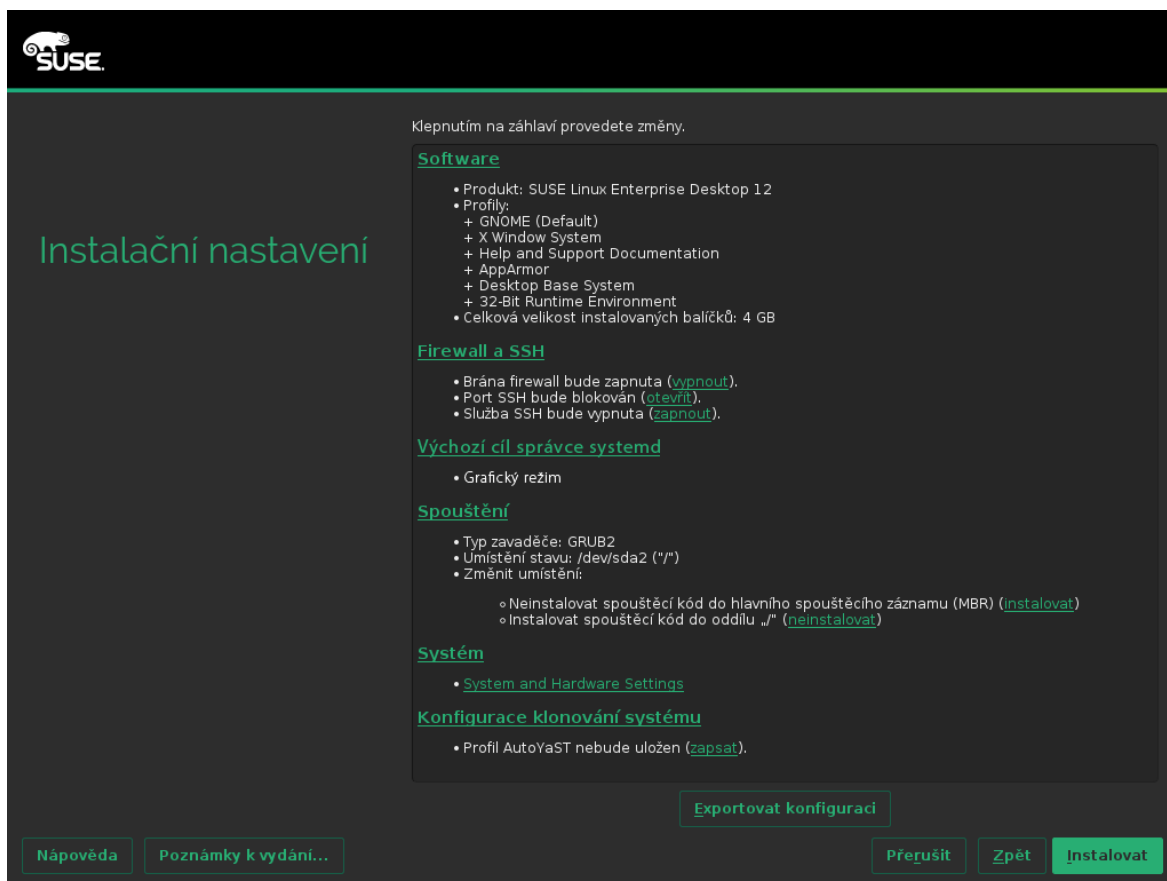 SUSE.
Klepnutím na záhlaví provedete změny.
Instalační nastavení
Software
• Produkt: SUSE Linux Enterprise Desktop 12
• Profily:
+ GNOME (Default)
+ X Window System
+ Help and Support Documentation
+ AppArmor
+ Desktop Base System
+ 32-Bit Runtime Environment
• Celková velikost instalovaných balíčků: 4 GB
Firewall a SSH
• Brána firewall bude zapnuta (vypnout).
• Port SSH bude blokován (otevřít).
• Služba SSH bude vypnuta (zapnout).
Výchozí cíl správce systemd
• Grafický režim
Spouštění
• Typ zavaděče: GRUB2
• Umístění stavu: /dev/sda2 ("/")
• Změnit umístění:
◦ Neinstalovat spouštěcí kód do hlavního spouštěcího záznamu (MBR) (instalovat)
◦ Instalovat spouštěcí kód do oddílu „/" (neinstalovat)
Systém
• System and Hardware Settings
Konfigurace klonování systému
• Profil AutoYaST nebude uložen (zapsat).
Exportovat konfiguraci
Nápověda Poznámky k vydání... Přerušit Zpět Instalovat